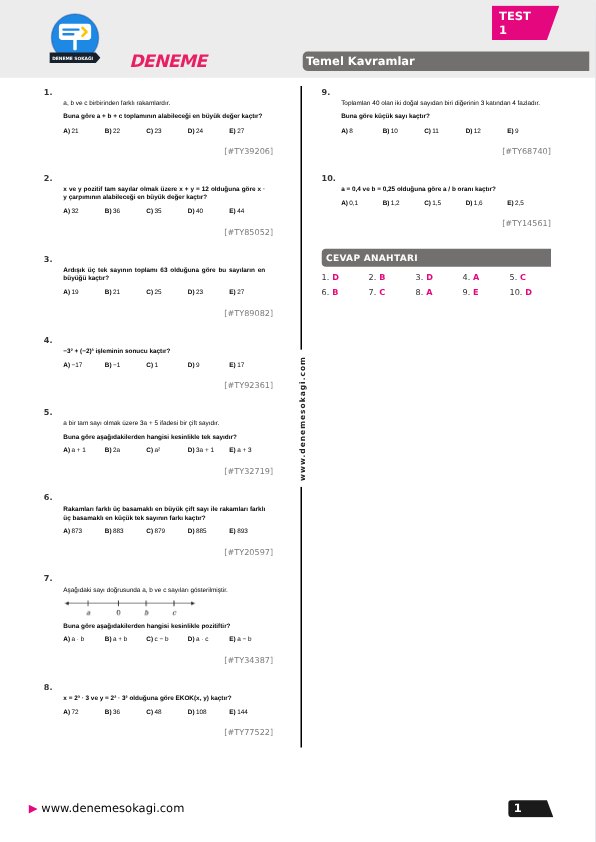 DENEME SOKAĞI
DENEME
TEST
1
Temel Kavramlar
1.
a, b ve c birbirinden farklı rakamlardır.
Buna göre a + b + c toplamının alabileceği en büyük değer kaçtır?
A) 21 B) 22 C) 23 D) 24 E) 27
[#TY39206]
2.
x ve y pozitif tam sayılar olmak üzere x + y = 12 olduğuna göre x ·
y çarpımının alabileceği en büyük değer kaçtır?
A) 32 B) 36 C) 35 D) 40 E) 44
[#TY85052]
3.
Ardışık üç tek sayının toplamı 63 olduğuna göre bu sayıların en
büyüğü kaçtır?
A) 19 B) 21 C) 25 D) 23 E) 27
[#TY89082]
4.
A) −17 B) −1 C) 1 D) 9 E) 17
[#TY92361]
5.
a bir tam sayı olmak üzere 3a + 5 ifadesi bir çift sayıdır.
Buna göre aşağıdakilerden hangisi kesinlikle tek sayıdır?
A) a + 1 B) 2a C) a² D) 3a + 1 E) a + 3
[#TY32719]
6.
Rakamları farklı üç basamaklı en büyük çift sayı ile rakamları farklı
üç basamaklı en küçük tek sayının farkı kaçtır?
A) 873 B) 883 C) 879 D) 885 E) 893
[#TY20597]
7.
Aşağıdaki sayı doğrusunda a, b ve c sayıları gösterilmiştir.
a 0 b c
Buna göre aşağıdakilerden hangisi kesinlikle pozitiftir?
A) a · b B) a + b C) c − b D) a · c E) a − b
[#TY34387]
8.
olduğuna göre EKOK(x, y) kaçtır?
A) 72 B) 36 C) 48 D) 108 E) 144
[#TY77522]
www.denemesokagi.com
9.
Toplamları 40 olan iki doğal sayıdan biri diğerinin 3 katından 4 fazladır.
Buna göre küçük sayı kaçtır?
A) 8 B) 10 C) 11 D) 12 E) 9
[#TY68740]
10.
a = 0,4 ve b = 0,25 olduğuna göre a / b oranı kaçtır?
A) 0,1 B) 1,2 C) 1,5 D) 1,6 E) 2,5
[#TY14561]
CEVAP ANAHTARI
1. D 2. B 3. D 4. A 5. C
6. B 7. C 8. A 9. E 10. D
www.denemesokagi.com
1